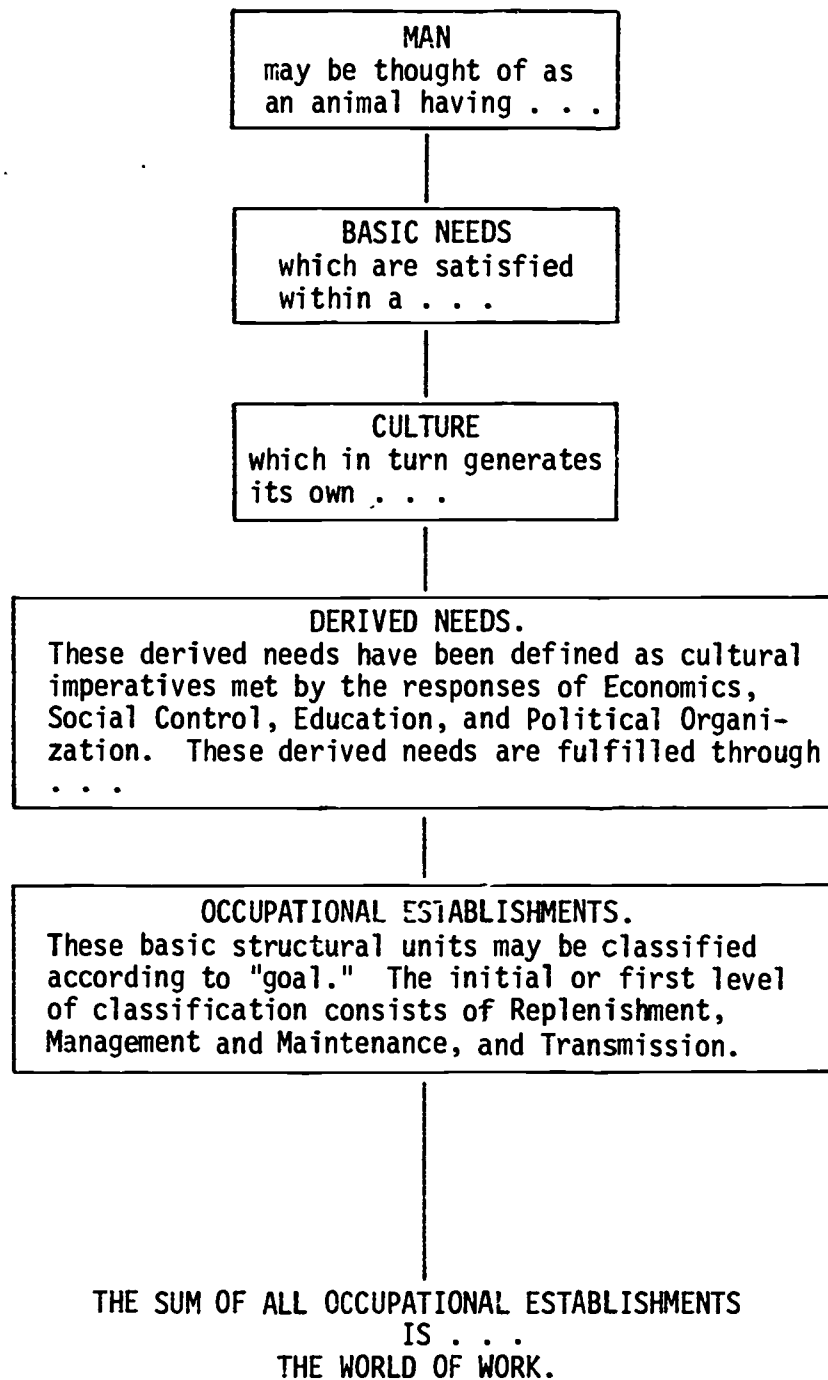 MAN
may be thought of as
an animal having . . .
BASIC NEEDS
which are satisfied
within a . . .
CULTURE
which in turn generates
its own . . .
DERIVED NEEDS.
These derived needs have been defined as cultural
imperatives met by the responses of Economics,
Social Control, Education, and Political Organi-
zation.  These derived needs are fulfilled through
. . .
OCCUPATIONAL ESTABLISHMENTS.
These basic structural units may be classified
according to "goal."  The initial or first level
of classification consists of Replenishment,
Management and Maintenance, and Transmission.
THE SUM OF ALL OCCUPATIONAL ESTABLISHMENTS
IS . . .
THE WORLD OF WORK.